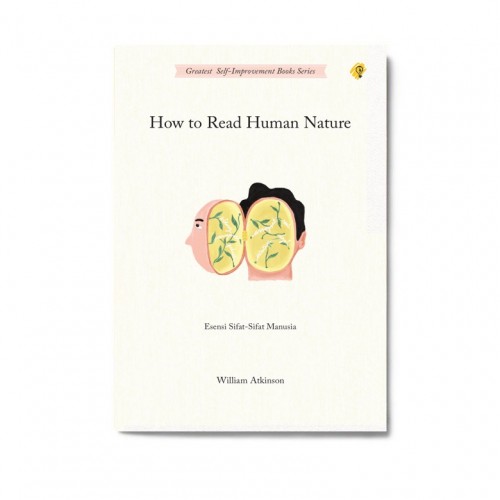 Greatest Self-Improvement Books Series
How to Read Human Nature
Esensi Sifat-Sifat Manusia
William Atkinson